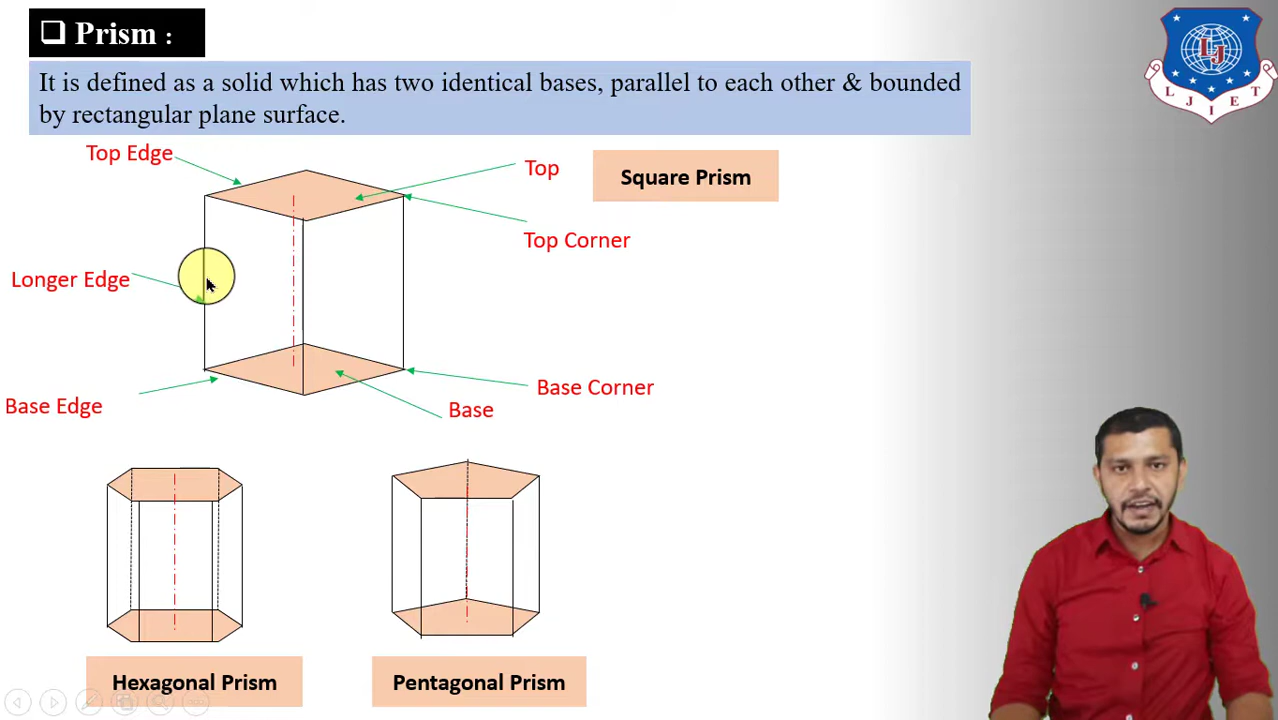 ❑ Prism :
It is defined as a solid which has two identical bases, parallel to each other & bounded
by rectangular plane surface.
Top Edge
Top
Square Prism
Top Corner
Longer Edge
Base Edge
Base
Base Corner
Hexagonal Prism
Pentagonal Prism
LJ
L J I E T